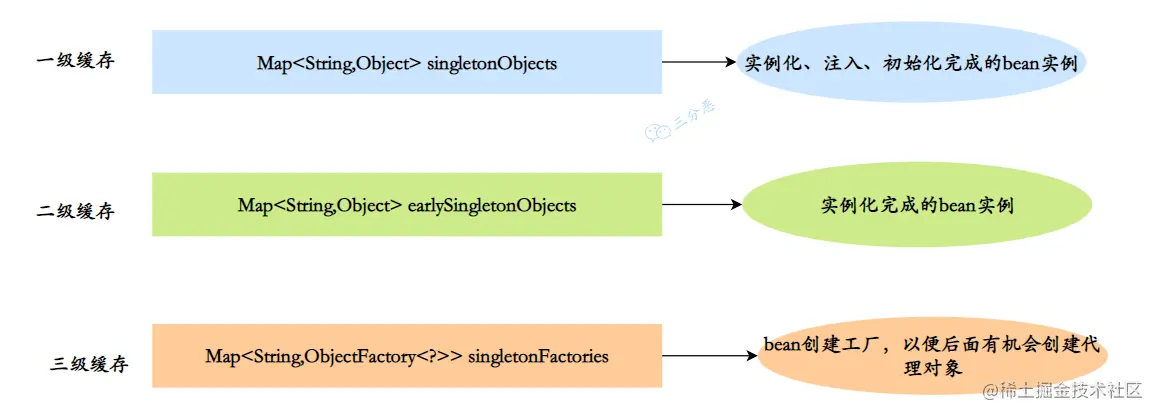 一级缓存
Map<String,Object> singletonObjects
实例化、注入、初始化完成的bean实例
三分恶
二级缓存
Map<String,Object> earlySingletonObjects
实例化完成的bean实例
三级缓存
Map<String,ObjectFactory<?>> singletonFactories
bean创建工厂，以便后面有机会创建代
理对象
@稀土掘金技术社区